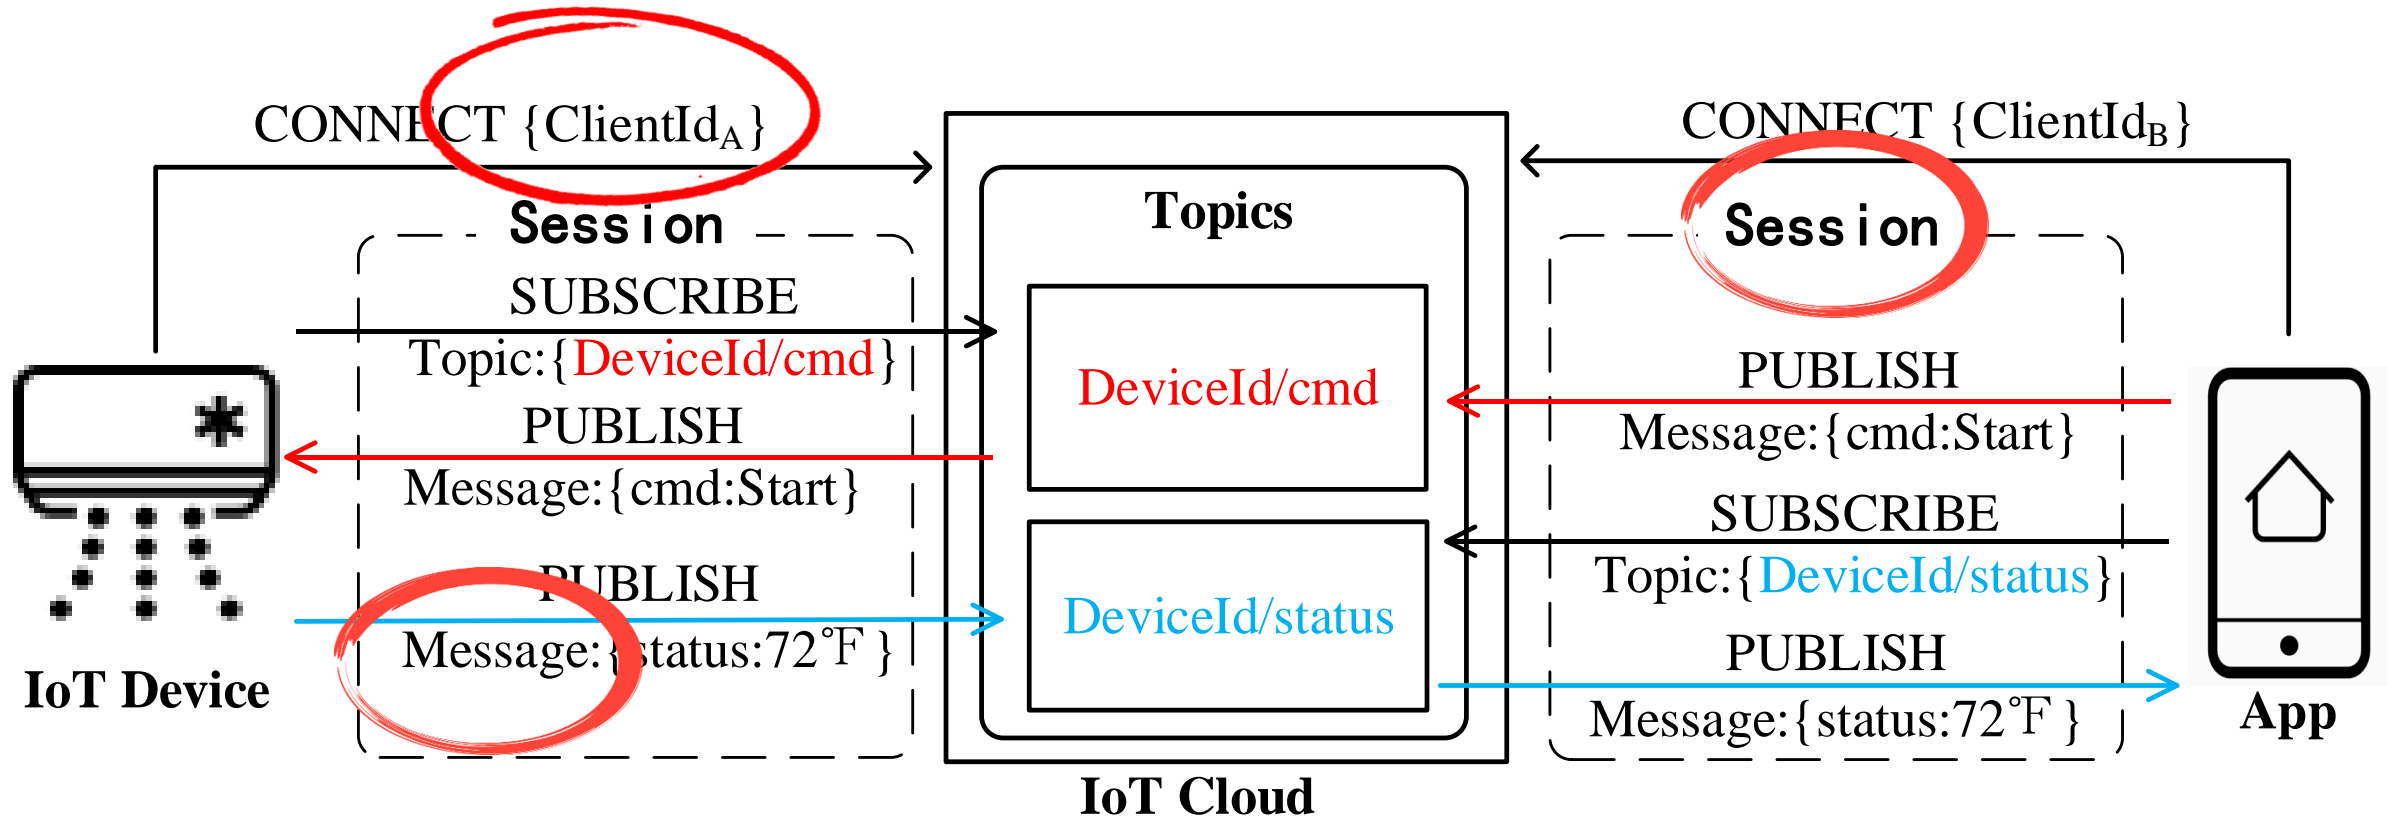 CONNECT {ClientId_A}
CONNECT {ClientId_B}
Session
SUBSCRIBE
Topic:{DeviceId/cmd}
PUBLISH
Message:{cmd:Start}
PUBLISH
Message:{status:72°F }
IoT Device
Topics
DeviceId/cmd
DeviceId/status
IoT Cloud
Session
PUBLISH
Message:{cmd:Start}
SUBSCRIBE
Topic:{DeviceId/status}
PUBLISH
Message:{status:72°F }
App